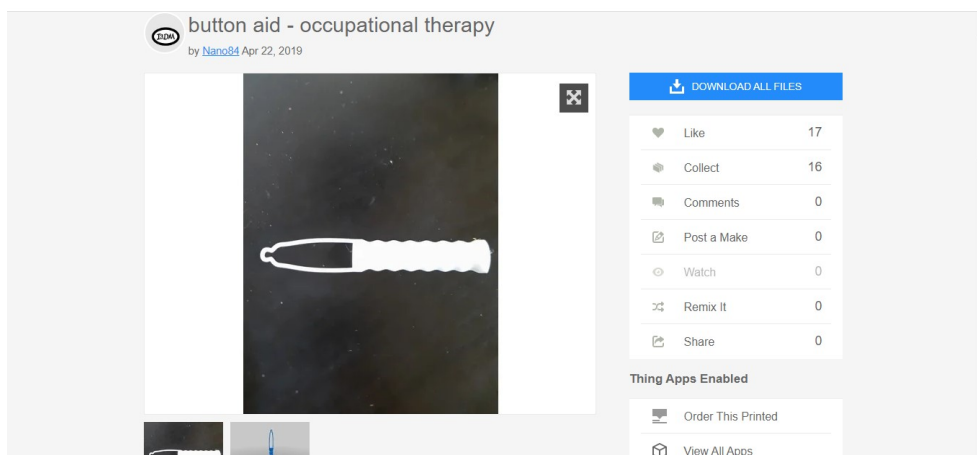 button aid - occupational therapy
by Nano84 Apr 22, 2019
DOWNLOAD ALL FILES
Like 17
Collect 16
Comments 0
Post a Make 0
Watch 0
Remix It 0
Share 0
Thing Apps Enabled
Order This Printed
View All Apps